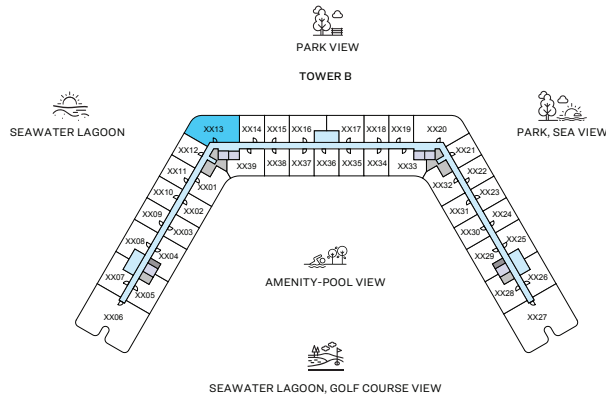 PARK VIEW
TOWER B
SEAWATER LAGOON
PARK, SEA VIEW
XX13
XX14
XX15
XX16
XX17
XX18
XX19
XX20
XX12
XX21
XX11
XX01
XX39
XX38
XX37
XX36
XX35
XX34
XX33
XX32
XX22
XX10
XX02
XX31
XX23
XX09
XX03
XX30
XX24
XX08
XX04
XX29
XX25
XX07
XX05
XX28
XX26
XX06
XX27
AMENITY-POOL VIEW
SEAWATER LAGOON, GOLF COURSE VIEW